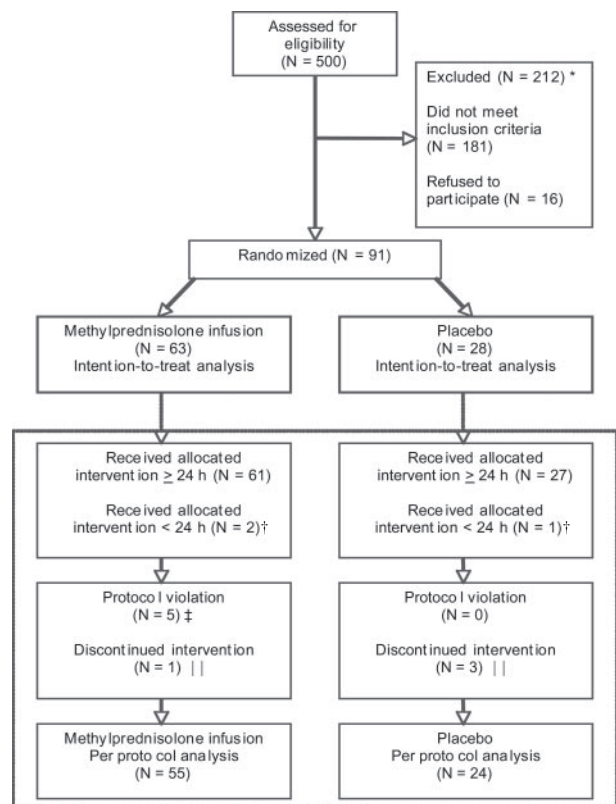 Assessed for
eligibility
(N = 500)
Excluded (N = 212) *
Did not meet
inclusion criteria
(N = 181)
Refused to
participate (N = 16)
Randomized (N = 91)
Methylprednisolone infusion
(N = 63)
Intention-to-treat analysis
Placebo
(N = 28)
Intention-to-treat analysis
Received allocated
intervention ≥ 24 h (N = 61)
Received allocated
intervention < 24 h (N = 2)†
Received allocated
intervention ≥ 24 h (N = 27)
Received allocated
intervention < 24 h (N = 1)†
Protocol violation
(N = 5) ‡
Discontinued intervention
(N = 1) ||
Protocol violation
(N = 0)
Discontinued intervention
(N = 3) ||
Methylprednisolone infusion
Per protocol analysis
(N = 55)
Placebo
Per protocol analysis
(N = 24)